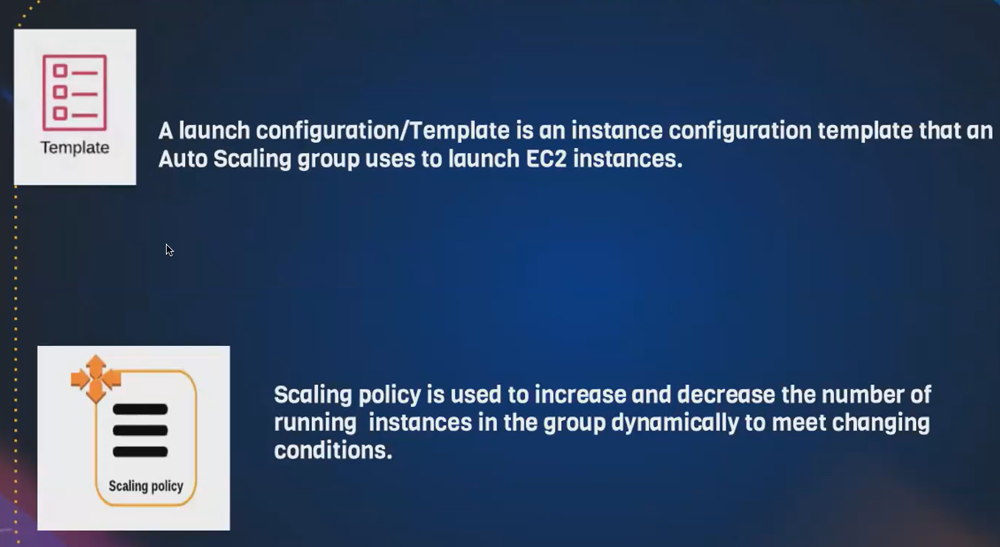 Template
A launch configuration/Template is an instance configuration template that an
Auto Scaling group uses to launch EC2 instances.
Scaling policy
Scaling policy is used to increase and decrease the number of
running  instances in the group dynamically to meet changing
conditions.